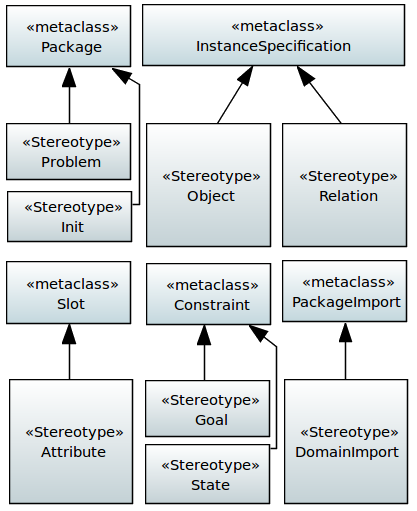 «metaclass»
Package
«metaclass»
InstanceSpecification
«Stereotype»
Problem
«Stereotype»
Init
«Stereotype»
Object
«Stereotype»
Relation
«metaclass»
Slot
«metaclass»
Constraint
«metaclass»
PackageImport
«Stereotype»
Attribute
«Stereotype»
Goal
«Stereotype»
State
«Stereotype»
DomainImport